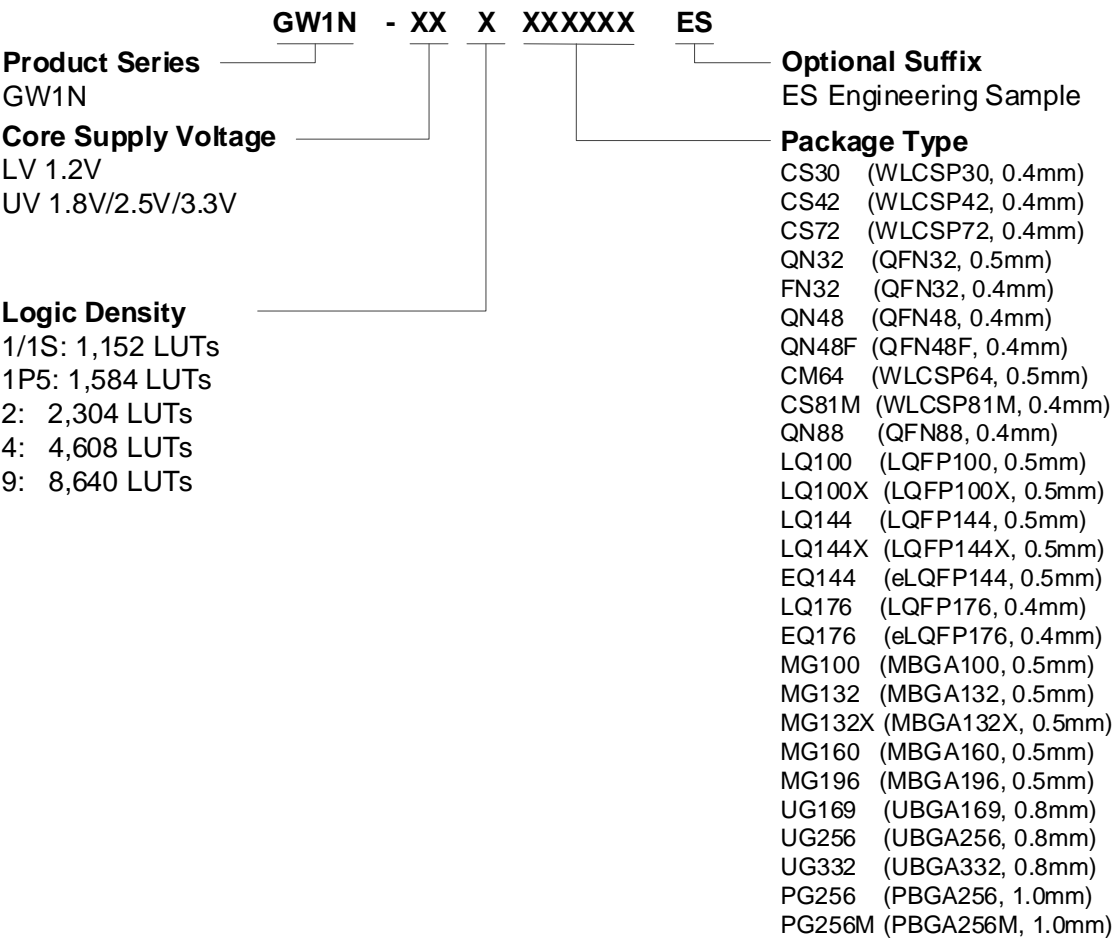 GW1N - XX X XXXXXX ES
Product Series
GW1N
Core Supply Voltage
LV 1.2V
UV 1.8V/2.5V/3.3V
Logic Density
1/1S: 1,152 LUTs
1P5: 1,584 LUTs
2: 2,304 LUTs
4: 4,608 LUTs
9: 8,640 LUTs
Optional Suffix
ES Engineering Sample
Package Type
CS30 (WLCSP30, 0.4mm)
CS42 (WLCSP42, 0.4mm)
CS72 (WLCSP72, 0.4mm)
QN32 (QFN32, 0.5mm)
FN32 (QFN32, 0.4mm)
QN48 (QFN48, 0.4mm)
QN48F (QFN48F, 0.4mm)
CM64 (WLCSP64, 0.5mm)
CS81M (WLCSP81M, 0.4mm)
QN88 (QFN88, 0.4mm)
LQ100 (LQFP100, 0.5mm)
LQ100X (LQFP100X, 0.5mm)
LQ144 (LQFP144, 0.5mm)
LQ144X (LQFP144X, 0.5mm)
EQ144 (eLQFP144, 0.5mm)
LQ176 (LQFP176, 0.4mm)
EQ176 (eLQFP176, 0.4mm)
MG100 (MBGA100, 0.5mm)
MG132 (MBGA132, 0.5mm)
MG132X (MBGA132X, 0.5mm)
MG160 (MBGA160, 0.5mm)
MG196 (MBGA196, 0.5mm)
UG169 (UBGA169, 0.8mm)
UG256 (UBGA256, 0.8mm)
UG332 (UBGA332, 0.8mm)
PG256 (PBGA256, 1.0mm)
PG256M (PBGA256M, 1.0mm)